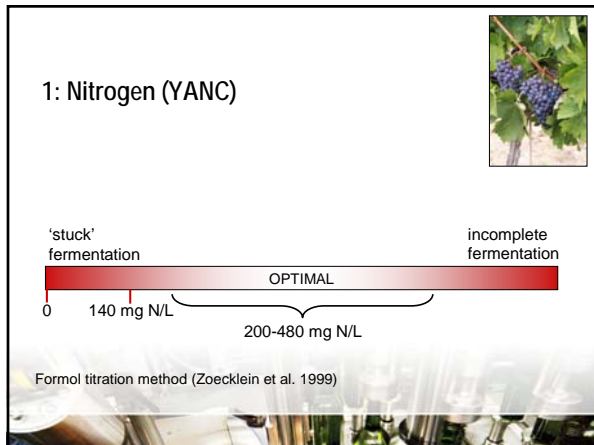 1: Nitrogen (YANC)
'stuck'
fermentation
incomplete
fermentation
OPTIMAL
0
140 mg N/L
200-480 mg N/L
Formol titration method (Zoecklein et al. 1999)